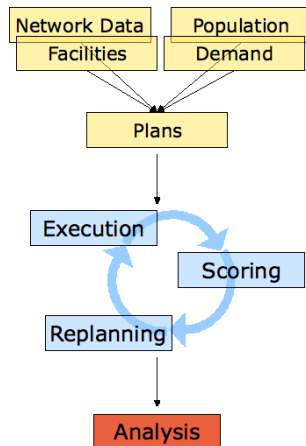 Network Data
Population
Facilities
Demand
Plans
Execution
Scoring
Replanning
Analysis